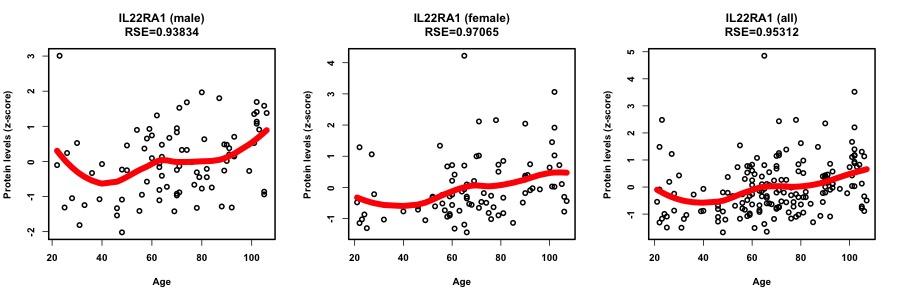 IL22RA1 (male)
RSE=0.93834
Protein levels (z-score)
3
2
1
0
-1
-2
20 40 60 80 100
Age
IL22RA1 (female)
RSE=0.97065
Protein levels (z-score)
4
3
2
1
0
-1
20 40 60 80 100
Age
IL22RA1 (all)
RSE=0.95312
Protein levels (z-score)
5
4
3
2
1
0
-1
20 40 60 80 100
Age